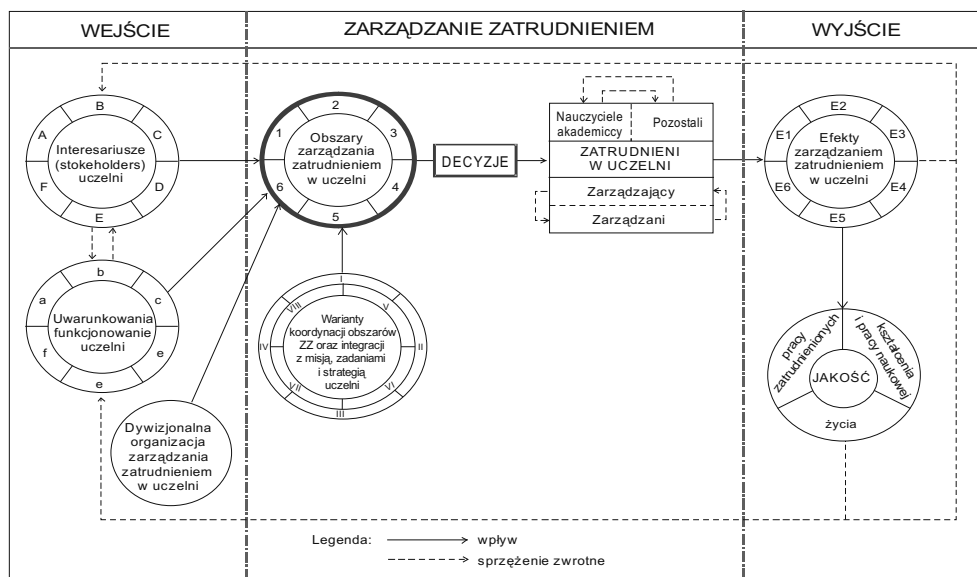 WEJŚCIE
ZARZĄDZANIE ZATRUDNIENIEM
WYJŚCIE
A
B
C
D
E
F
Interesariusze
(stokeholders)
uczelni
a
b
c
e
e
f
Uwarunkowania
funkcjonowanie
uczelni
Dywizjonalna
organizacja
zarządzania
zatrudnieniem
w uczelni
1
2
3
4
5
6
Obszary
zarządzania
zatrudnieniem
w uczelni
I
II
III
IV
V
VI
VII
VIII
Warianty
koordynacji obszarów
ZZ oraz integracji
z misją, zadaniami
i strategią
uczelni
DECYZJE
Nauczyciele
akademiccy
Pozostali
ZATRUDNIENI
W UCZELNI
Zarządzający
Zarządzani
E1
E2
E3
E4
E5
E6
Efekty
zarządzaniem
zatrudnieniem
w uczelni
pracy
zatrudnionych
kształcenia
i pracy naukowej
JAKOŚĆ
życia
Legenda:
wpływ
sprzężenie zwrotne